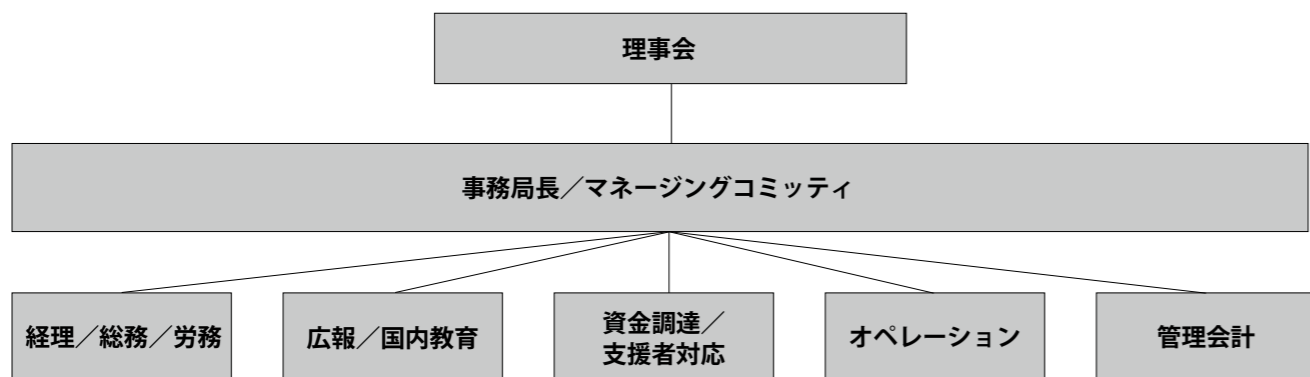 理事会
事務局長／マネージングコミッティ
経理／総務／労務
広報／国内教育
資金調達／
支援者対応
オペレーション
管理会計